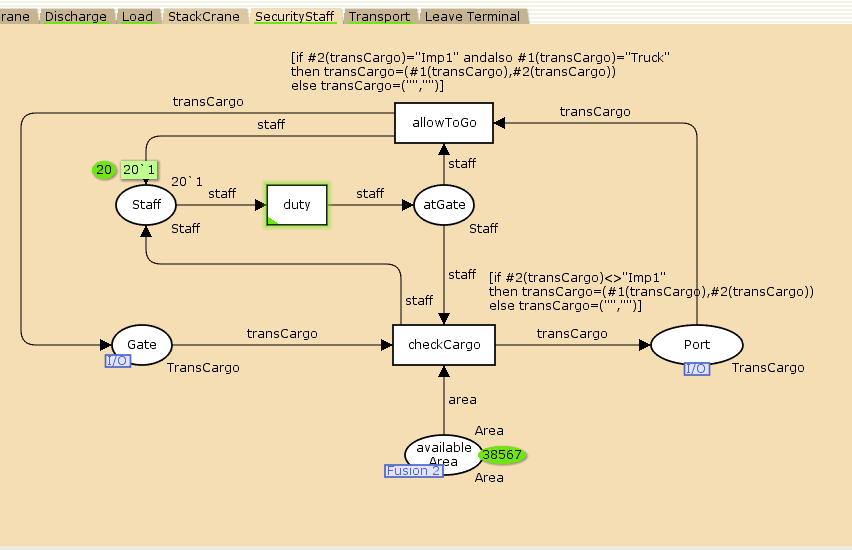 rane Discharge Load StackCrane SecurityStaff Transport Leave Terminal
[if #2(transCargo)="Imp1" andalso #1(transCargo)="Truck"
then transCargo=(#1(transCargo),#2(transCargo))
else transCargo=("","")]
transCargo
staff
allowToGo
transCargo
20 20`1
20`1
staff
staff
staff
Staff
duty
atGate
Staff
Staff
staff
[if #2(transCargo)<>"Imp1"
then transCargo=(#1(transCargo),#2(transCargo))
else transCargo=("","")]
staff
transCargo
transCargo
Gate
checkCargo
Port
I/O
TransCargo
I/O
TransCargo
area
Area
available
Area
38567
Fusion 2
Area